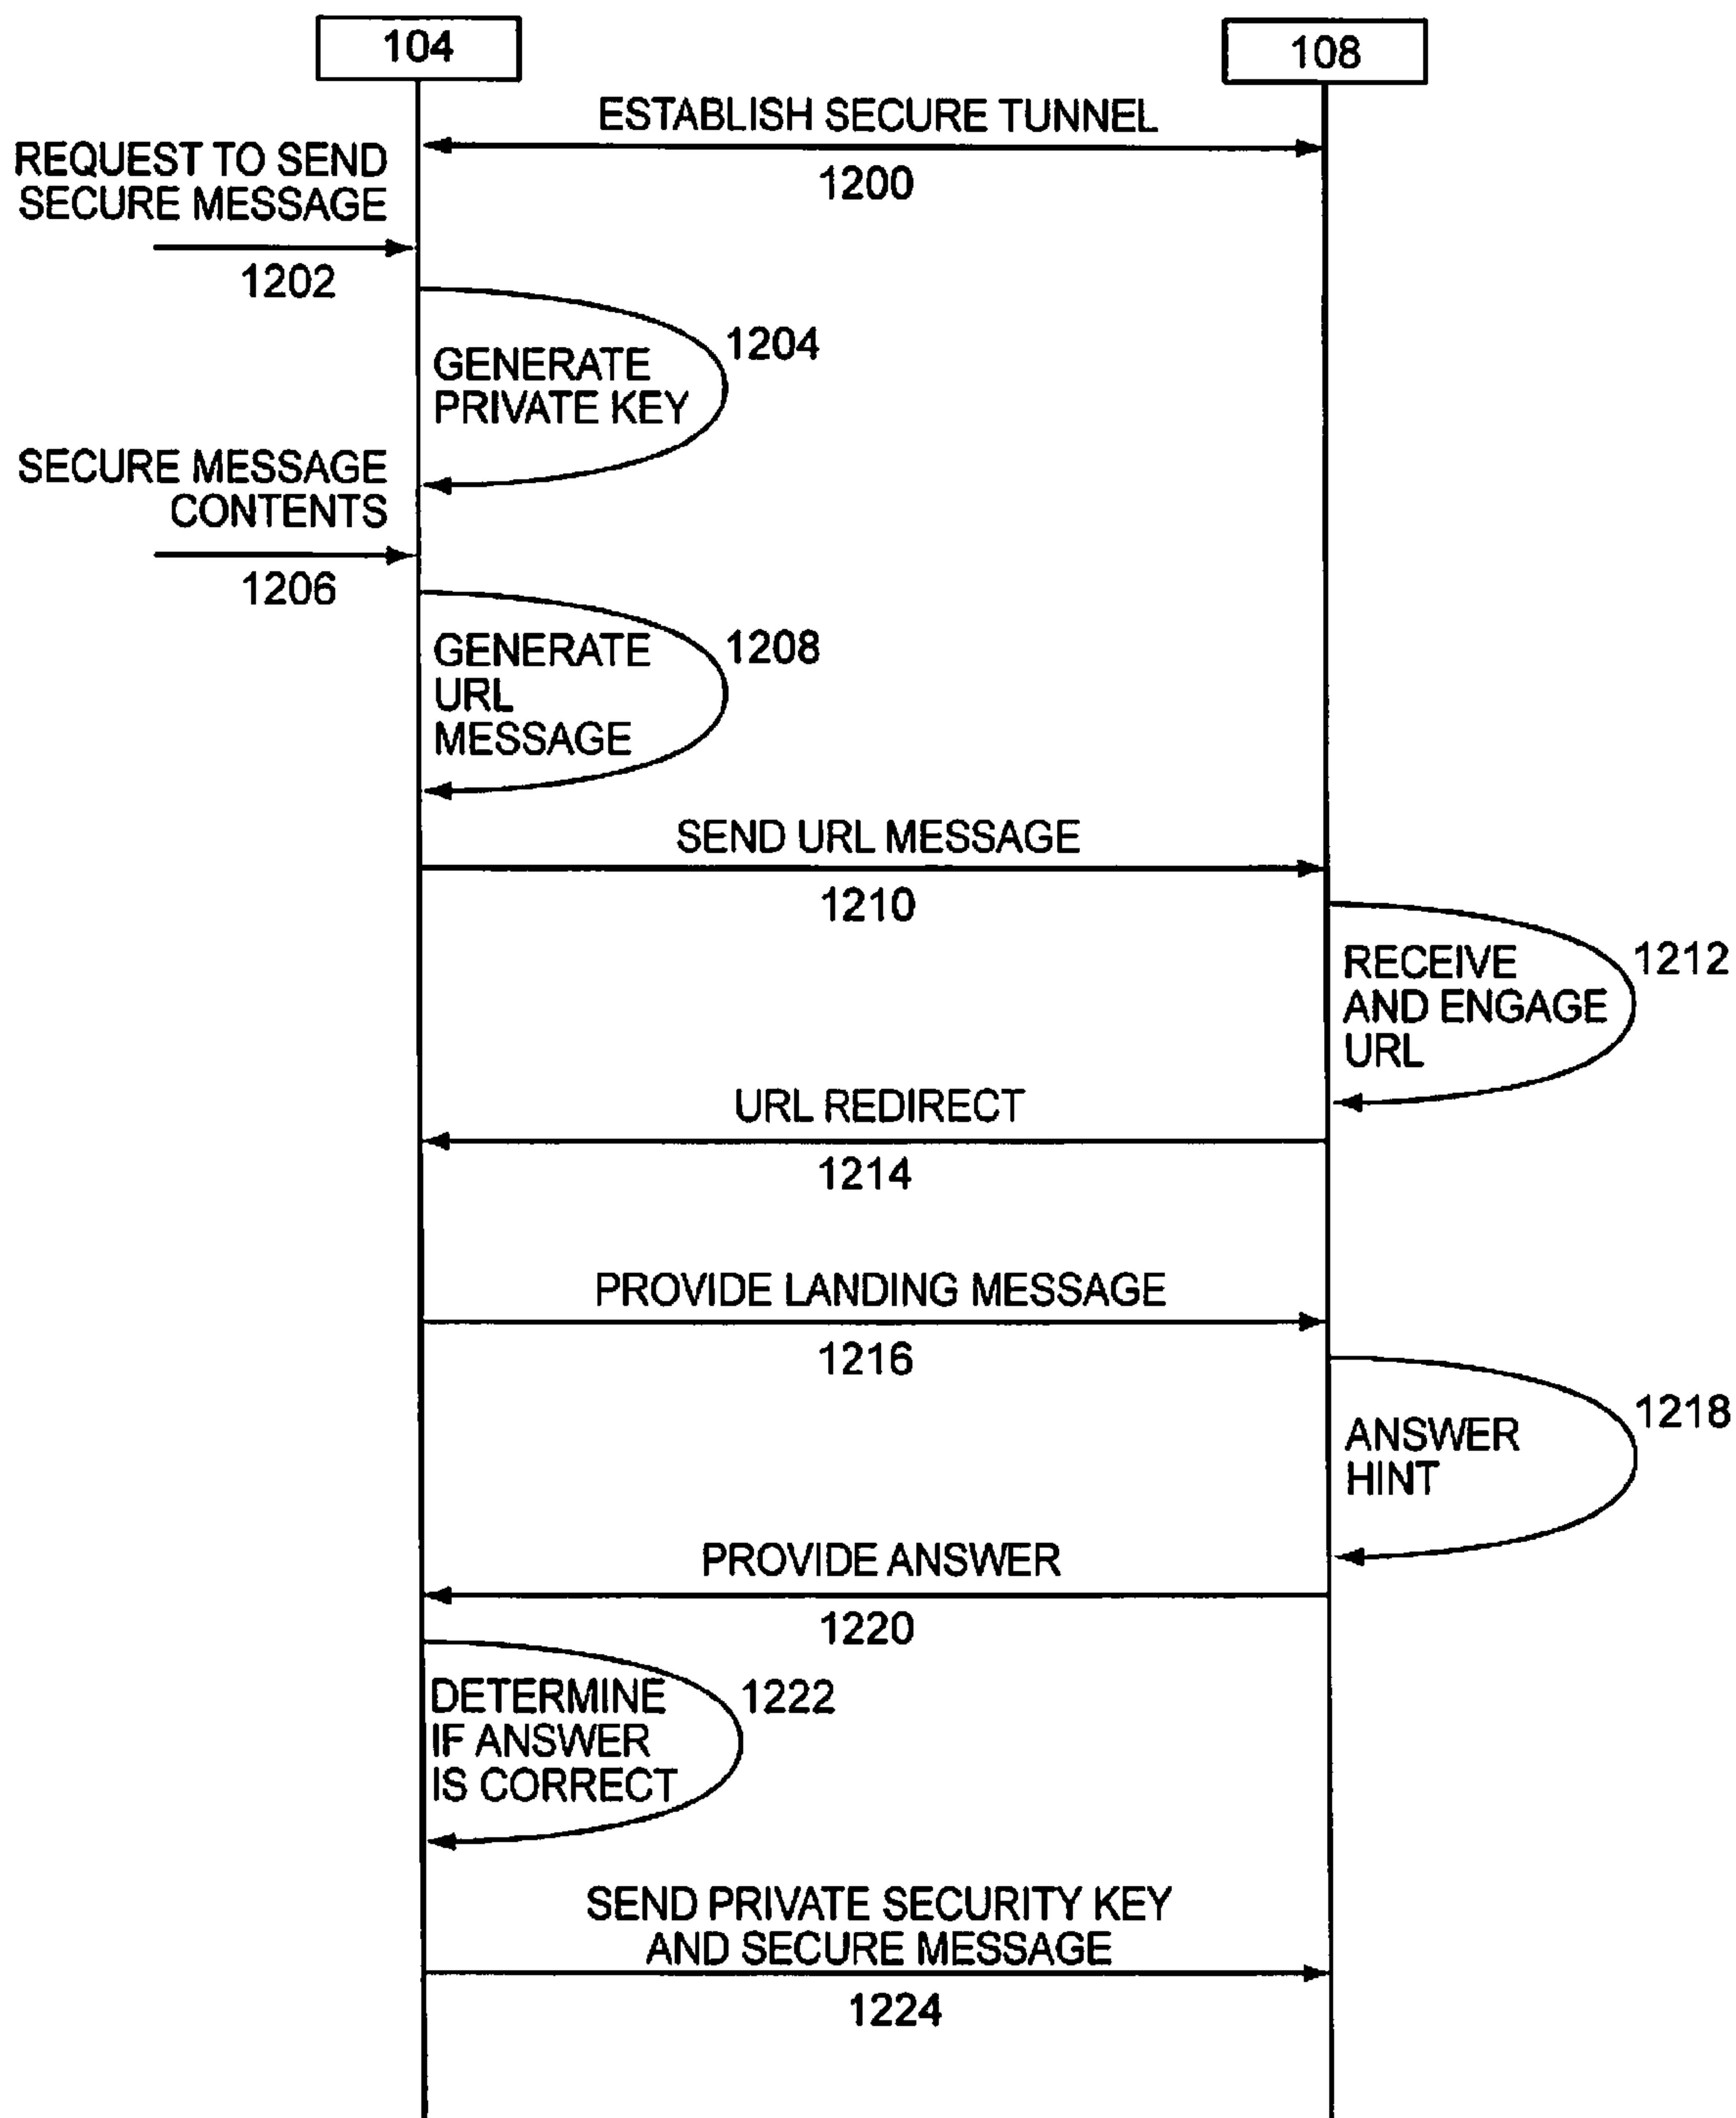 104
108
ESTABLISH SECURE TUNNEL
1200
REQUEST TO SEND
SECURE MESSAGE
1202
GENERATE
PRIVATE KEY
1204
SECURE MESSAGE
CONTENTS
1206
GENERATE
URL
MESSAGE
1208
SEND URL MESSAGE
1210
RECEIVE
AND ENGAGE
URL
1212
URL REDIRECT
1214
PROVIDE LANDING MESSAGE
1216
ANSWER
HINT
1218
PROVIDE ANSWER
1220
DETERMINE
IF ANSWER
IS CORRECT
1222
SEND PRIVATE SECURITY KEY
AND SECURE MESSAGE
1224